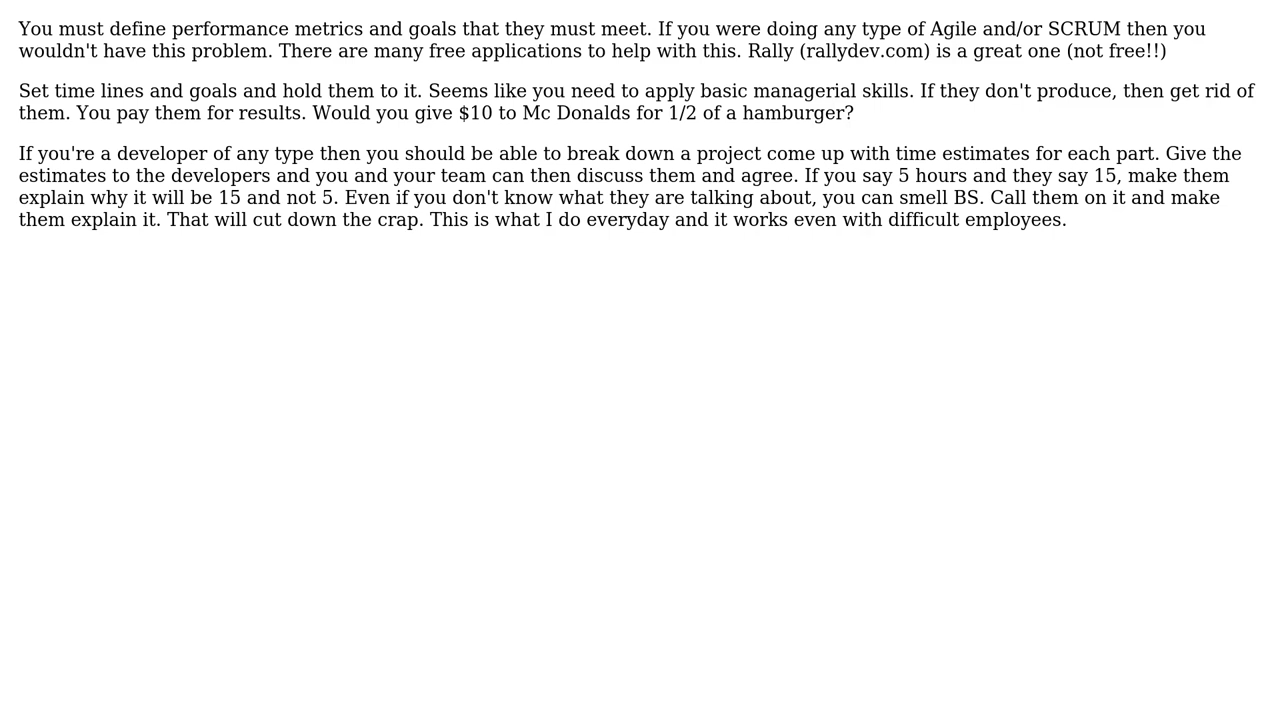 You must define performance metrics and goals that they must meet. If you were doing any type of Agile and/or SCRUM then you
wouldn't have this problem. There are many free applications to help with this. Rally (rallydev.com) is a great one (not free!!)
Set time lines and goals and hold them to it. Seems like you need to apply basic managerial skills. If they don't produce, then get rid of
them. You pay them for results. Would you give $10 to Mc Donalds for 1/2 of a hamburger?
If you're a developer of any type then you should be able to break down a project come up with time estimates for each part. Give the
estimates to the developers and you and your team can then discuss them and agree. If you say 5 hours and they say 15, make them
explain why it will be 15 and not 5. Even if you don't know what they are talking about, you can smell BS. Call them on it and make
them explain it. That will cut down the crap. This is what I do everyday and it works even with difficult employees.